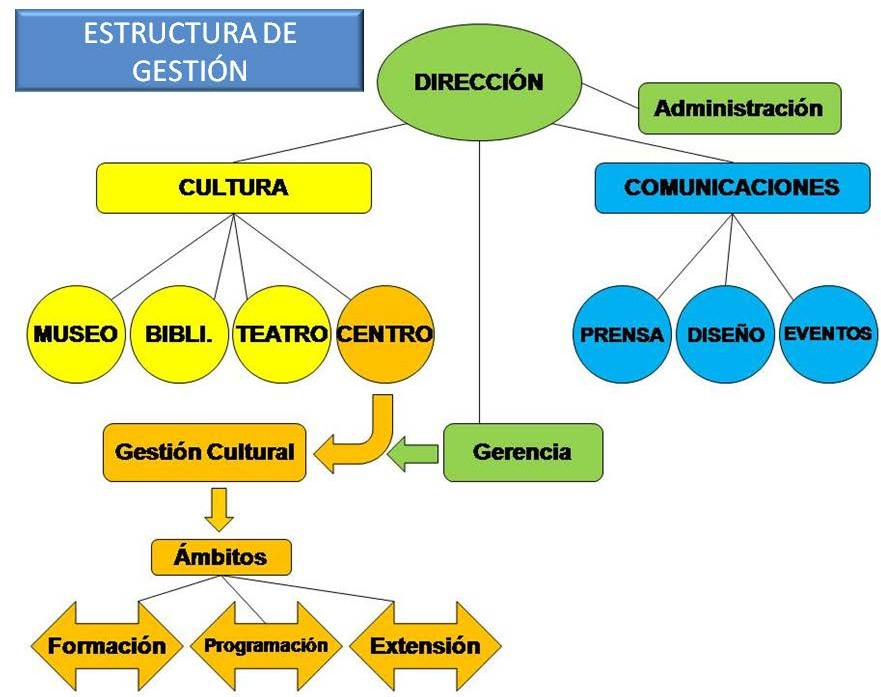 ESTRUCTURA DE
GESTIÓN
DIRECCIÓN
Administración
CULTURA
COMUNICACIONES
MUSEO
BIBLI.
TEATRO
CENTRO
PRENSA
DISEÑO
EVENTOS
Gestión Cultural
Gerencia
Ámbitos
Formación
Programación
Extensión